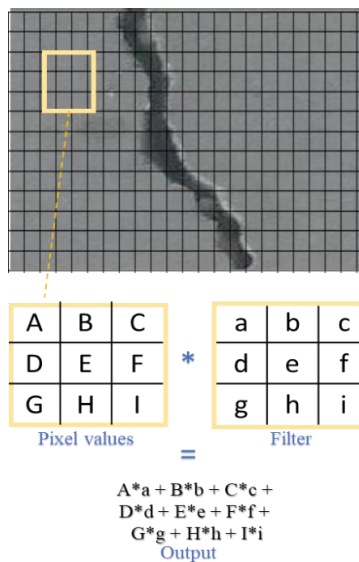 A B C a b c
D E F * d e f
G H I g h i
Pixel values Filter
=
A*a + B*b + C*c +
D*d + E*e + F*f +
G*g + H*h + I*i
Output